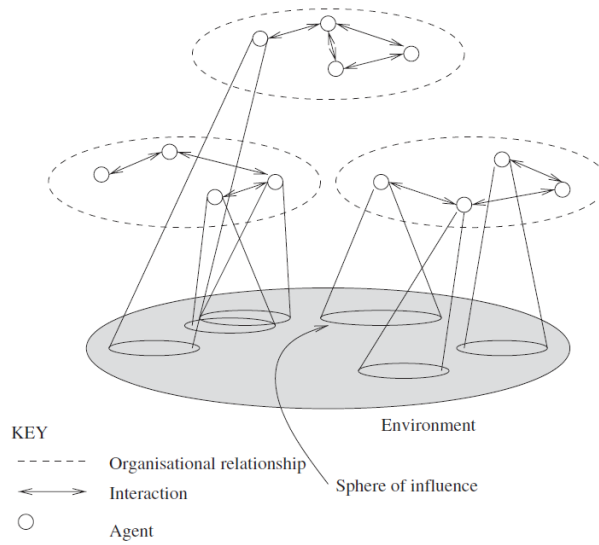 Environment
KEY
Organisational relationship
Sphere of influence
Interaction
Agent